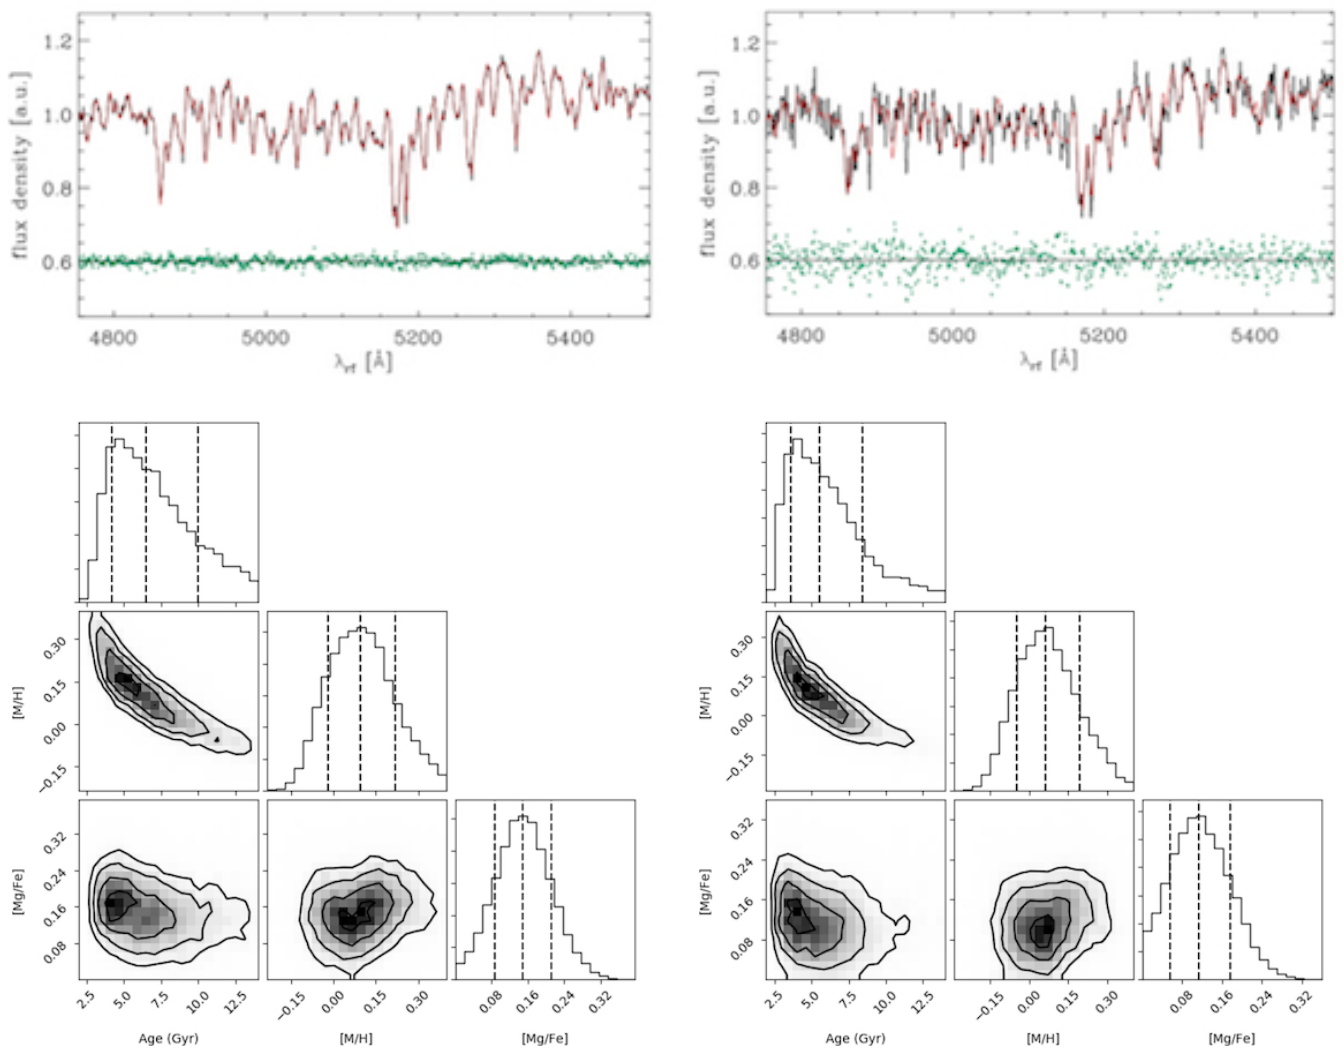 1.2
1.0
0.8
0.6
flux density [a.u.]
4800 5000 5200 5400
λrf [Å]
1.2
1.0
0.8
0.6
flux density [a.u.]
4800 5000 5200 5400
λrf [Å]
0.30
0.15
0.00
−0.15
[M/H]
0.32
0.24
0.16
0.08
[Mg/Fe]
2.5 5.0 7.5 10.0 12.5
Age (Gyr)
−0.15 0.00 0.15 0.30
[M/H]
0.08 0.16 0.24 0.32
[Mg/Fe]
0.30
0.15
0.00
−0.15
[M/H]
0.32
0.24
0.16
0.08
[Mg/Fe]
2.5 5.0 7.5 10.0 12.5
Age (Gyr)
−0.15 0.00 0.15 0.30
[M/H]
0.08 0.16 0.24 0.32
[Mg/Fe]